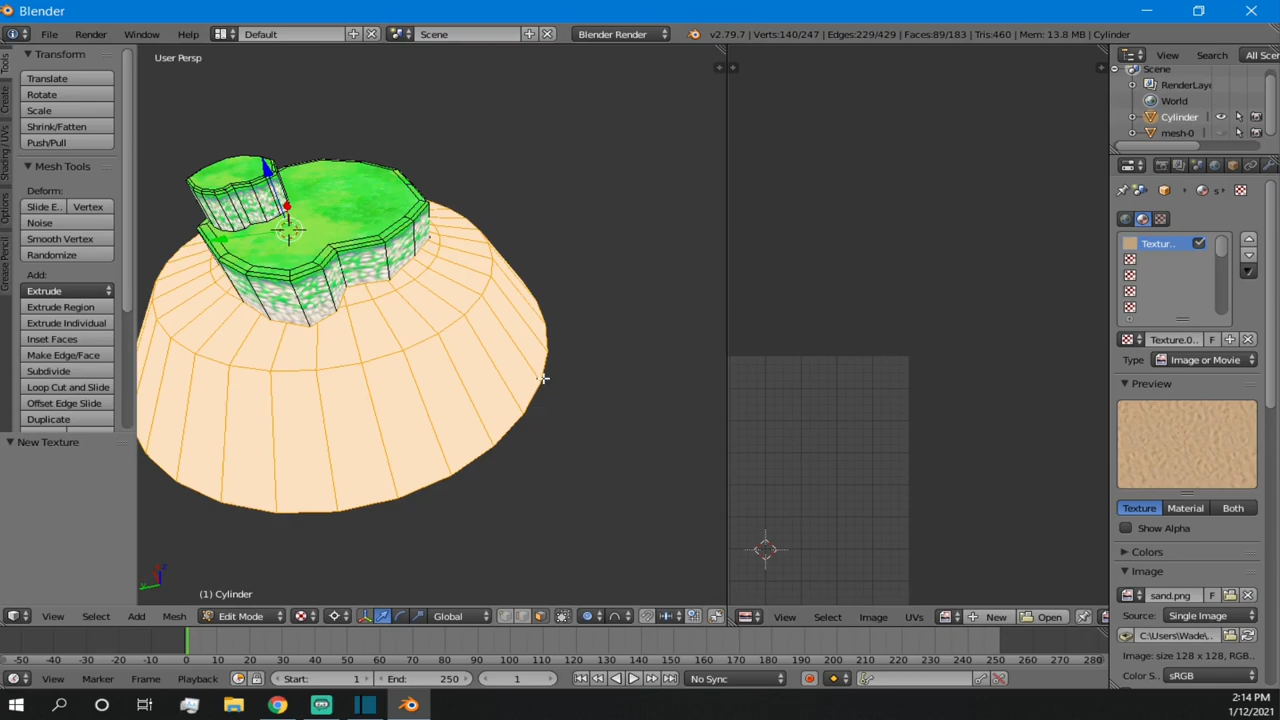 Blender
File Render Window Help Default Scene Blender Render v2.79.7 | Verts:140/247 | Edges:229/429 | Faces:89/183 | Tris:460 | Mem: 13.8 MB | Cylinder
Tools
Create
Shading / UVs
Options
Grease Pencil
Transform
Translate
Rotate
Scale
Shrink/Fatten
Push/Pull
Mesh Tools
Deform:
Slide E.. Vertex
Noise
Smooth Vertex
Randomize
Add:
Extrude
Extrude Region
Extrude Individual
Inset Faces
Make Edge/Face
Subdivide
Loop Cut and Slide
Offset Edge Slide
Duplicate
New Texture
User Persp
(1) Cylinder
View Select Add Mesh Edit Mode Global
View Select Image UVs New Open
View Search All Scen
Scene
RenderLay
World
Cylinder
mesh-0
s
Textur..
Texture.0.. F
Type Image or Movie
Preview
Texture Material Both
Show Alpha
Colors
Image
sand.png F
Source: Single Image
C:\Users\Wade\..
Image: size 128 x 128, RGB..
Color S.. sRGB
-50 -40 -30 -20 -10 0 10 20 30 40 50 60 70 80 90 100 110 120 130 140 150 160 170 180 190 200 210 220 230 240 250 260 270 280
View Marker Frame Playback Start: 1 End: 250 1 No Sync
2:14 PM
1/12/2021